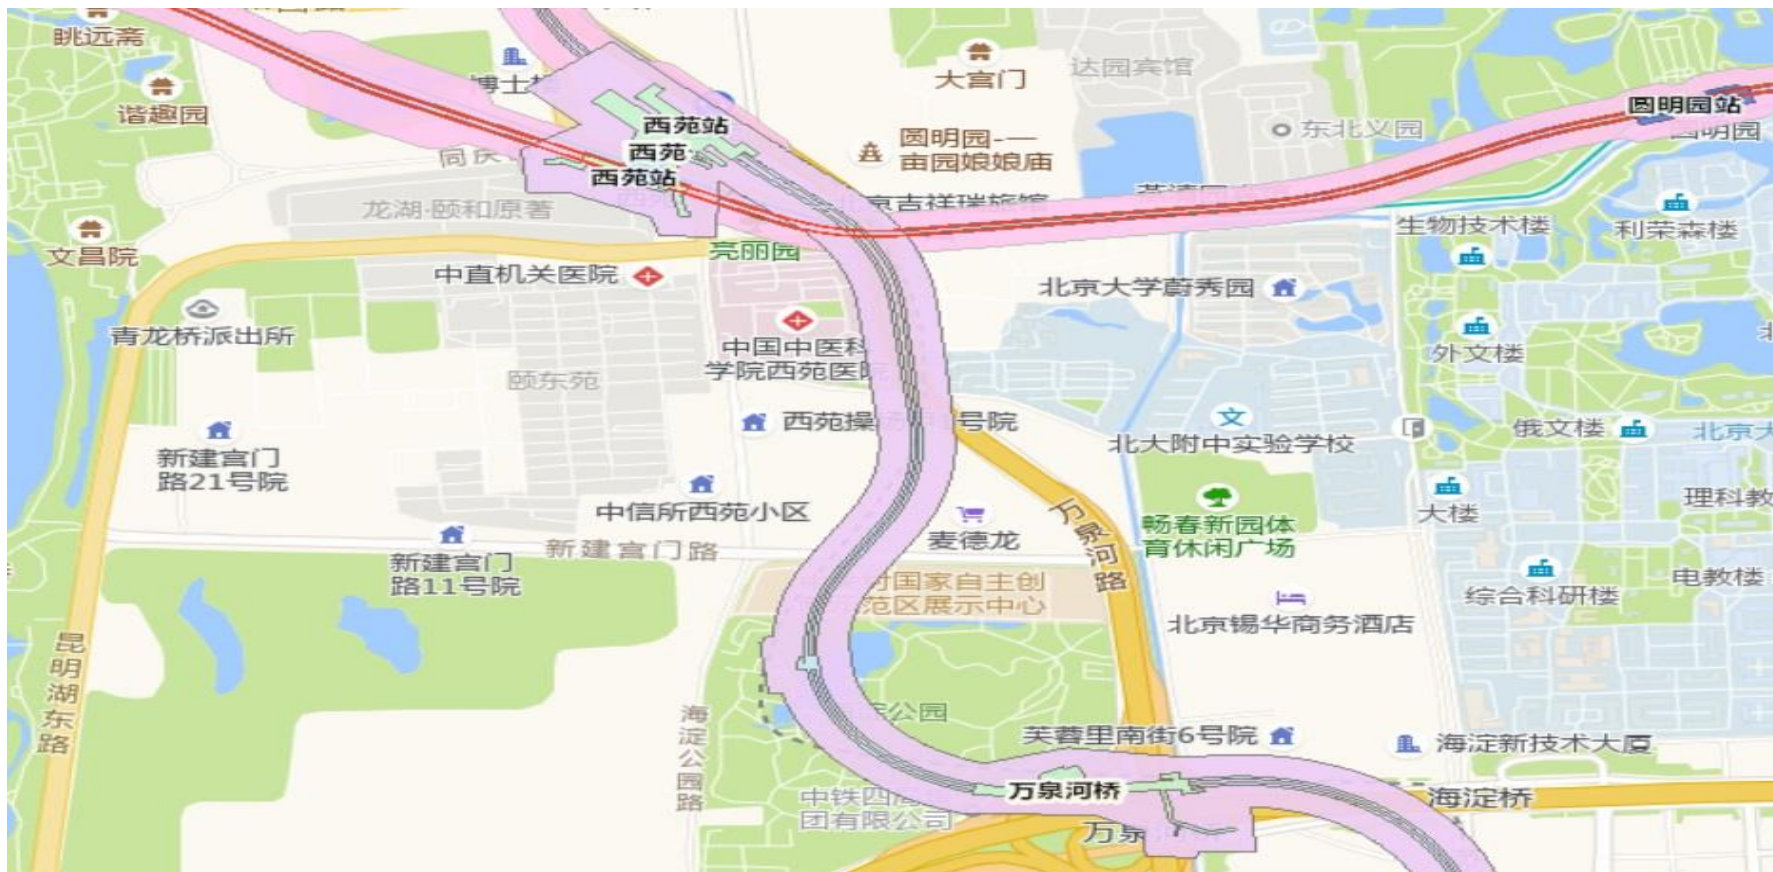 眺远斋
谐趣园
大宫门
达园宾馆
圆明园站
圆明园
西苑站
西苑
西苑站
圆明园-一
亩园娘娘庙
东北义园
龙湖·颐和原著
生物技术楼
利荣森楼
文昌院
亮丽园
中直机关医院
北京大学蔚秀园
青龙桥派出所
中国中医科
学院西苑医
外文楼
颐东苑
西苑操
号院
北大附中实验学校
俄文楼
北京大
新建宫门
路21号院
中信所西苑小区
麦德龙
万泉河路
畅春新园体
育休闲广场
大楼
理科教
新建宫门路
新建宫门
路11号院
国家自主创
范区展示中心
综合科研楼
电教楼
北京锡华商务酒店
昆明湖东路
海淀公园路
公园
芙蓉里南街6号院
海淀新技术大厦
万泉河桥
海淀桥
中铁四
团有限公司
万泉